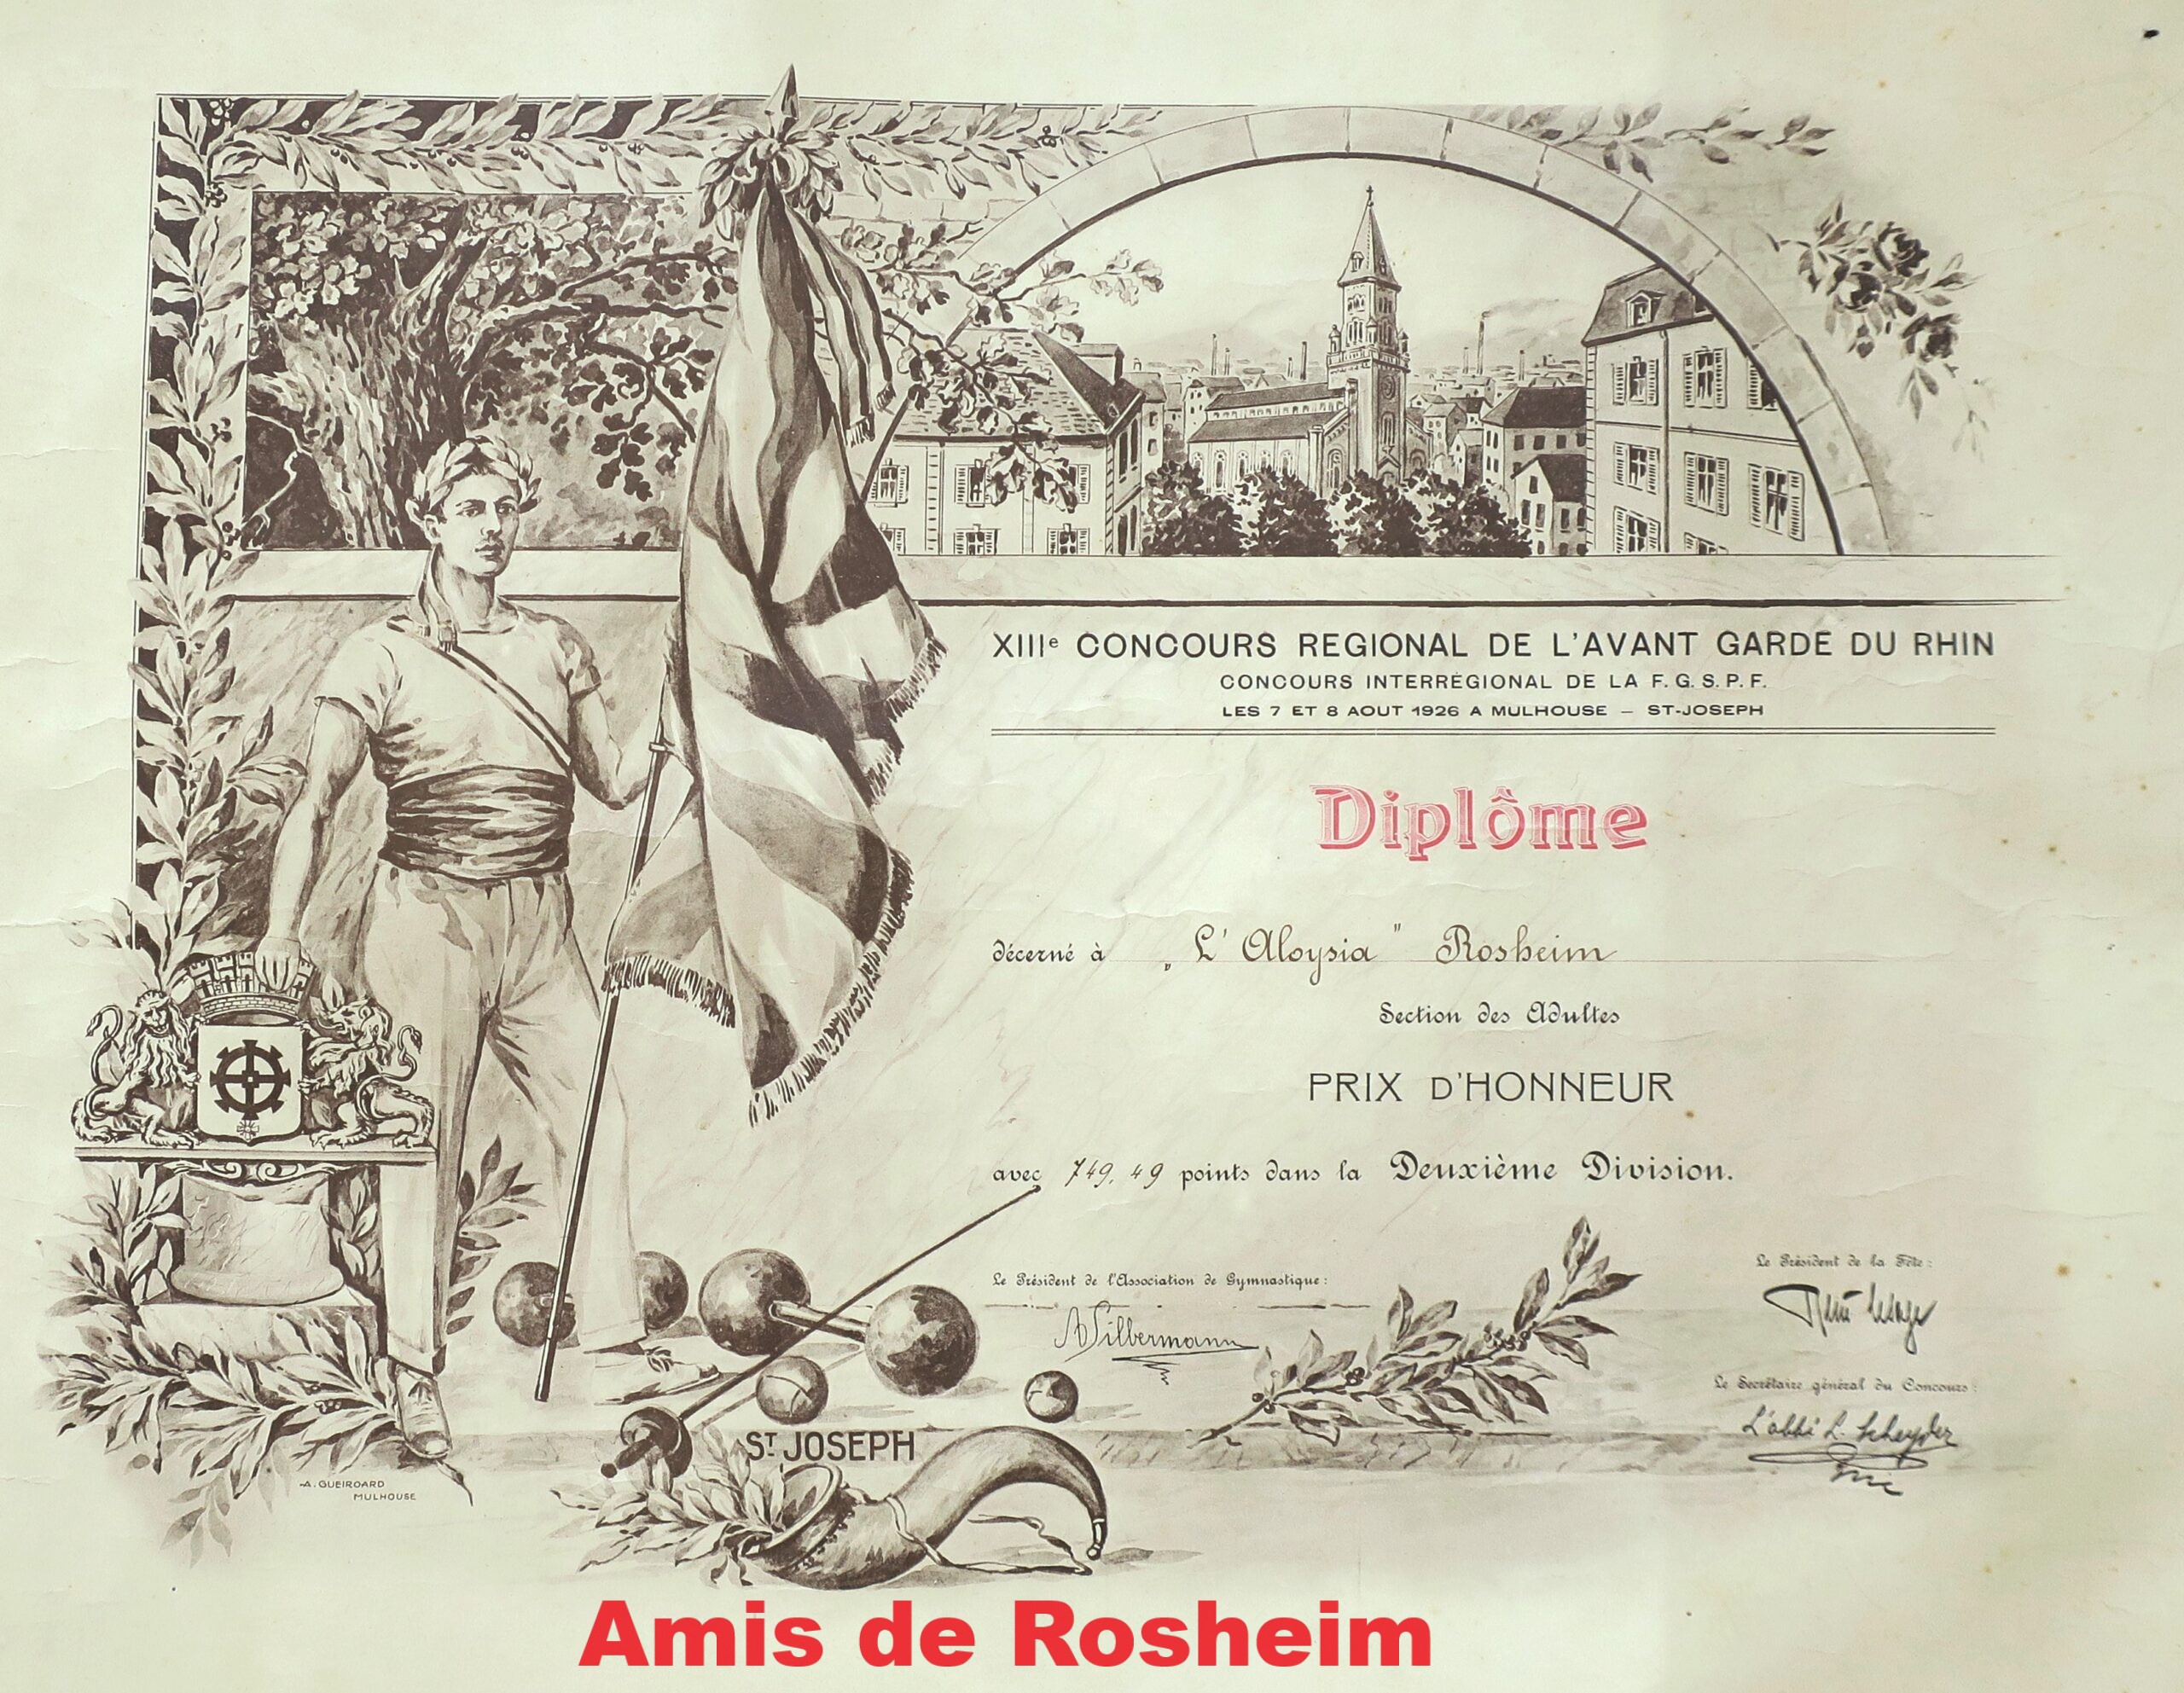 XIIIe CONCOURS REGIONAL DE L'AVANT GARDE DU RHIN
CONCOURS INTERRÉGIONAL DE LA F.G.S.P.F.
LES 7 ET 8 AOUT 1926 A MULHOUSE – ST-JOSEPH
Diplôme
décerné à „L'Aloysia" Rosheim
Section des Adultes
PRIX D'HONNEUR
avec 749,49 points dans la Deuxième Division.
Le Président de l'Association de Gymnastique:
A Silbermann
Le Président de la Fête:
René
Le Secrétaire général du Concours:
L'abbé L. Scheyder
ST JOSEPH
A. GUEIROARD
MULHOUSE
Amis de Rosheim